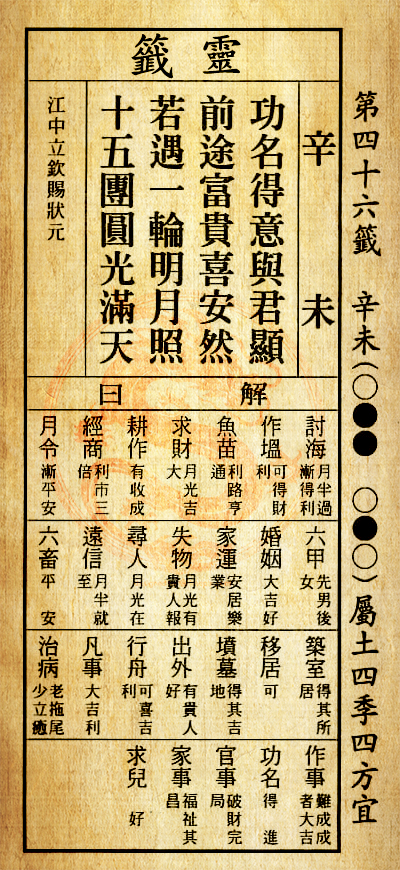 第四十六籤 辛未(○●● ○●○)屬土四季四方宜
靈籤
辛未
功名得意與君顯
前途富貴喜安然
若遇一輪明月照
十五團圓光滿天
江中立欽賜狀元
解曰
討海 月半過漸得利
作塭 可得財利
魚苗 利路亨通
求財 月光吉大
耕作 有收成
經商 利市三倍
月令 漸平安
六甲 先男後女
婚姻 大吉好
家運 安居樂業
失物 月光有貴人報
尋人 月光在
遠信 月半就至
六畜 平安
築室 得其所居
移居 可
墳墓 得其吉地
出外 有貴人好
行舟 可喜吉利
凡事 大吉利
治病 老拖尾少立癒
作事 難成成者大吉
功名 得進
官事 破財完局
家事 福祉其昌
求兒 好